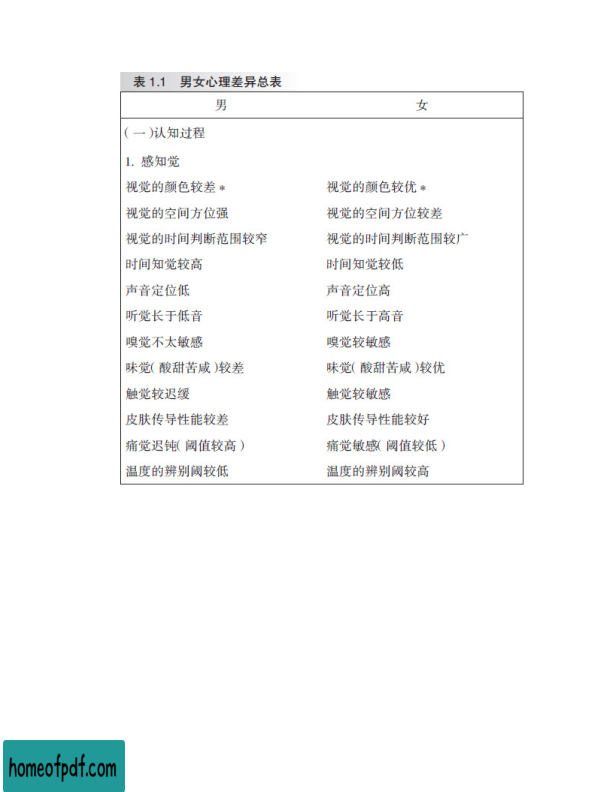 表 1.1 男女心理差异总表
男 女
( 一 )认知过程
1. 感知觉
视觉的颜色较差 * 视觉的颜色较优 *
视觉的空间方位强 视觉的空间方位较差
视觉的时间判断范围较窄 视觉的时间判断范围较广
时间知觉较高 时间知觉较低
声音定位低 声音定位高
听觉长于低音 听觉长于高音
嗅觉不太敏感 嗅觉较敏感
味觉( 酸甜苦咸 )较差 味觉( 酸甜苦咸 )较优
触觉较迟缓 触觉较敏感
皮肤传导性能较差 皮肤传导性能较好
痛觉迟钝( 阈值较高 ) 痛觉敏感( 阈值较低 )
温度的辨别阈较低 温度的辨别阈较高
homeofpdf.com